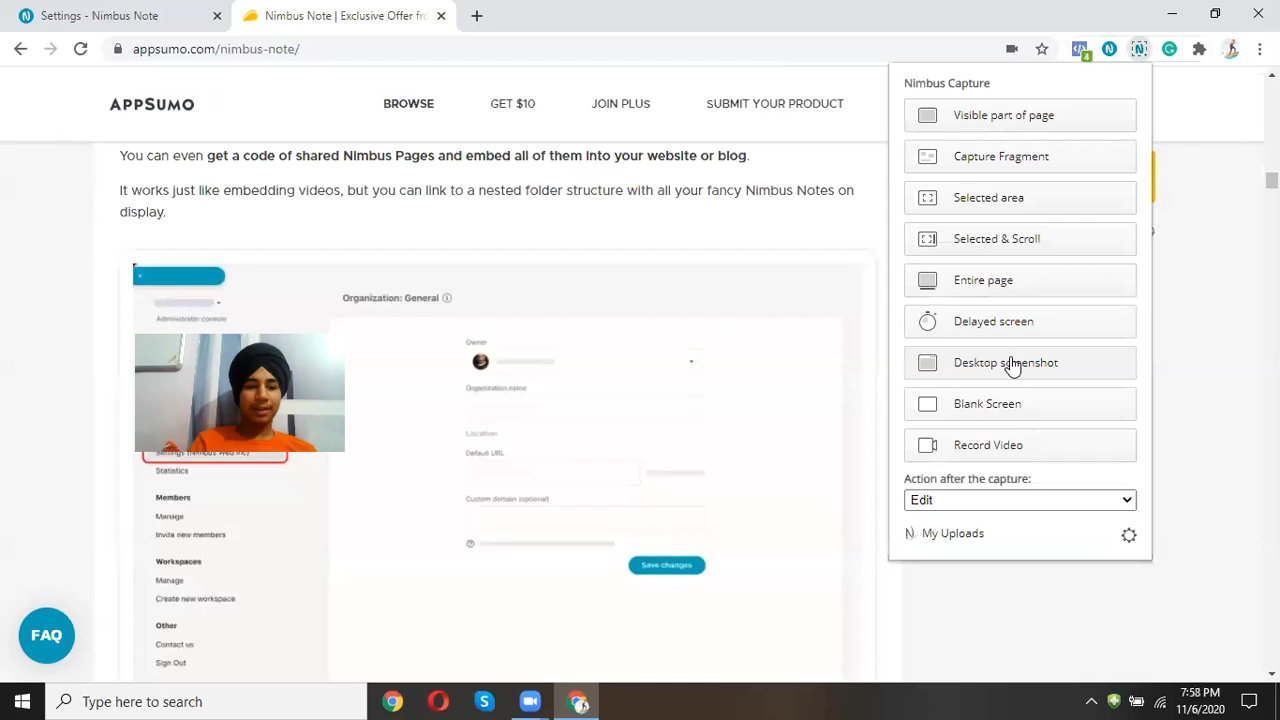 Settings - Nimbus Note
Nimbus Note | Exclusive Offer fro
appsumo.com/nimbus-note/
8
APPSUMO
BROWSE
GET $10
JOIN PLUS
SUBMIT YOUR PRODUCT
You can even get a code of shared Nimbus Pages and embed all of them into your website or blog.
It works just like embedding videos, but you can link to a nested folder structure with all your fancy Nimbus Notes on
display.
Organization: General
Administrator console
Owner
Organization name
Location:
Default URL
Custom domain (optional)
Save changes
Statistics
Members
Manage
Invite new members
Workspaces
Manage
Create new workspace
Other
Contact us
Sign Out
FAQ
Nimbus Capture
Visible part of page
Capture Fragment
Selected area
Selected & Scroll
Entire page
Delayed screen
Desktop screenshot
Blank Screen
Record Video
Action after the capture:
Edit
My Uploads
Type here to search
7:58 PM
11/6/2020